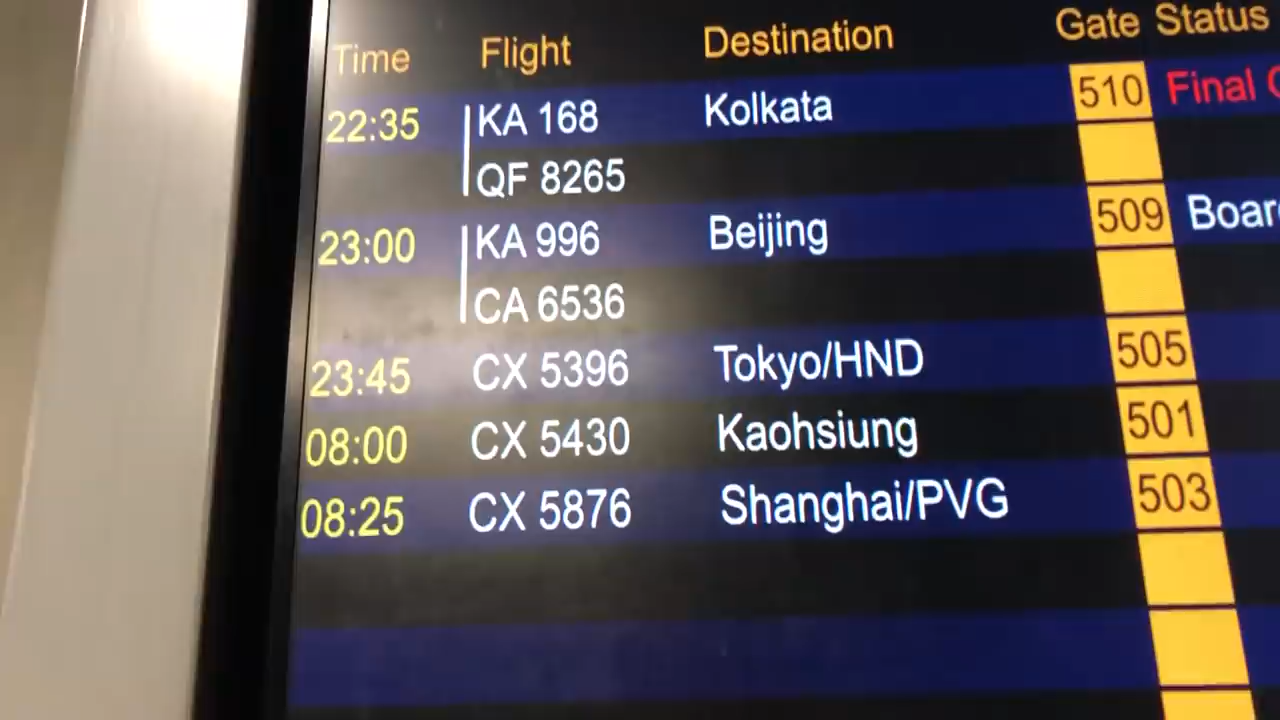 Time Flight Destination Gate Status
22:35 KA 168 Kolkata 510 Final
QF 8265
23:00 KA 996 Beijing 509
CA 6536
23:45 CX 5396 Tokyo/HND 505
08:00 CX 5430 Kaohsiung 501
08:25 CX 5876 Shanghai/PVG 503